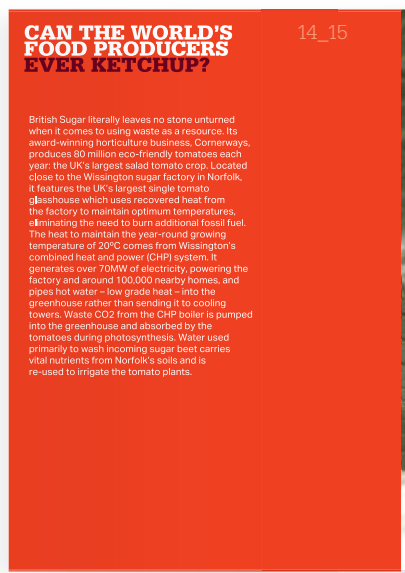 CAN THE WORLD'S
FOOD PRODUCERS
EVER KETCHUP?
14_15
British Sugar literally leaves no stone unturned
when it comes to using waste as a resource. Its
award-winning horticulture business, Cornerways,
produces 80 million eco-friendly tomatoes each
year: the UK's largest salad tomato crop. Located
close to the Wissington sugar factory in Norfolk,
it features the UK's largest single tomato
glasshouse which uses recovered heat from
the factory to maintain optimum temperatures,
eliminating the need to burn additional fossil fuel.
The heat to maintain the year-round growing
temperature of 20ºC comes from Wissington's
combined heat and power (CHP) system. It
generates over 70MW of electricity, powering the
factory and around 100,000 nearby homes, and
pipes hot water – low grade heat – into the
greenhouse rather than sending it to cooling
towers. Waste CO2 from the CHP boiler is pumped
into the greenhouse and absorbed by the
tomatoes during photosynthesis. Water used
primarily to wash incoming sugar beet carries
vital nutrients from Norfolk's soils and is
re-used to irrigate the tomato plants.